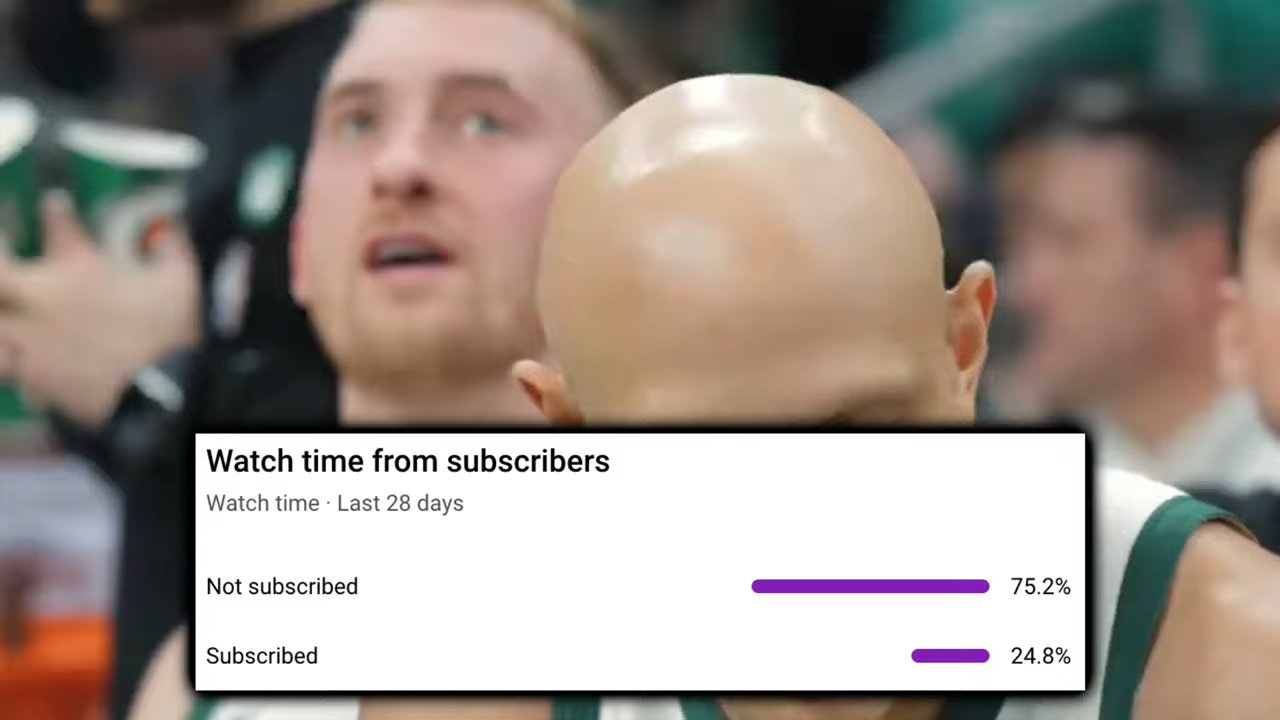 Watch time from subscribers
Watch time · Last 28 days
Not subscribed 75.2%
Subscribed 24.8%